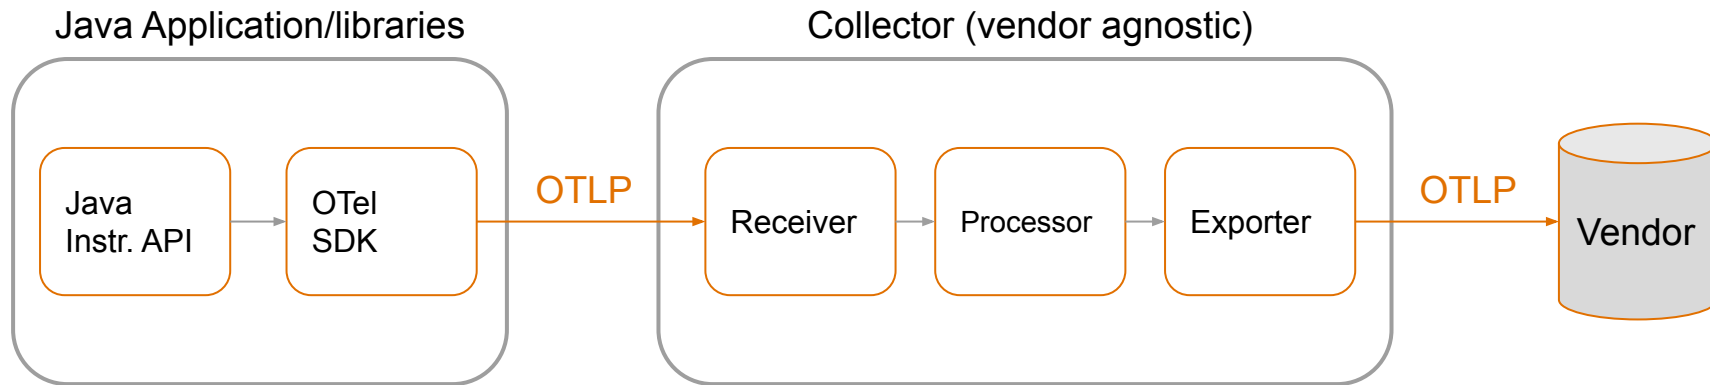 Java Application/libraries
Collector (vendor agnostic)
Java
Instr. API
OTel
SDK
OTLP
Receiver
Processor
Exporter
OTLP
Vendor